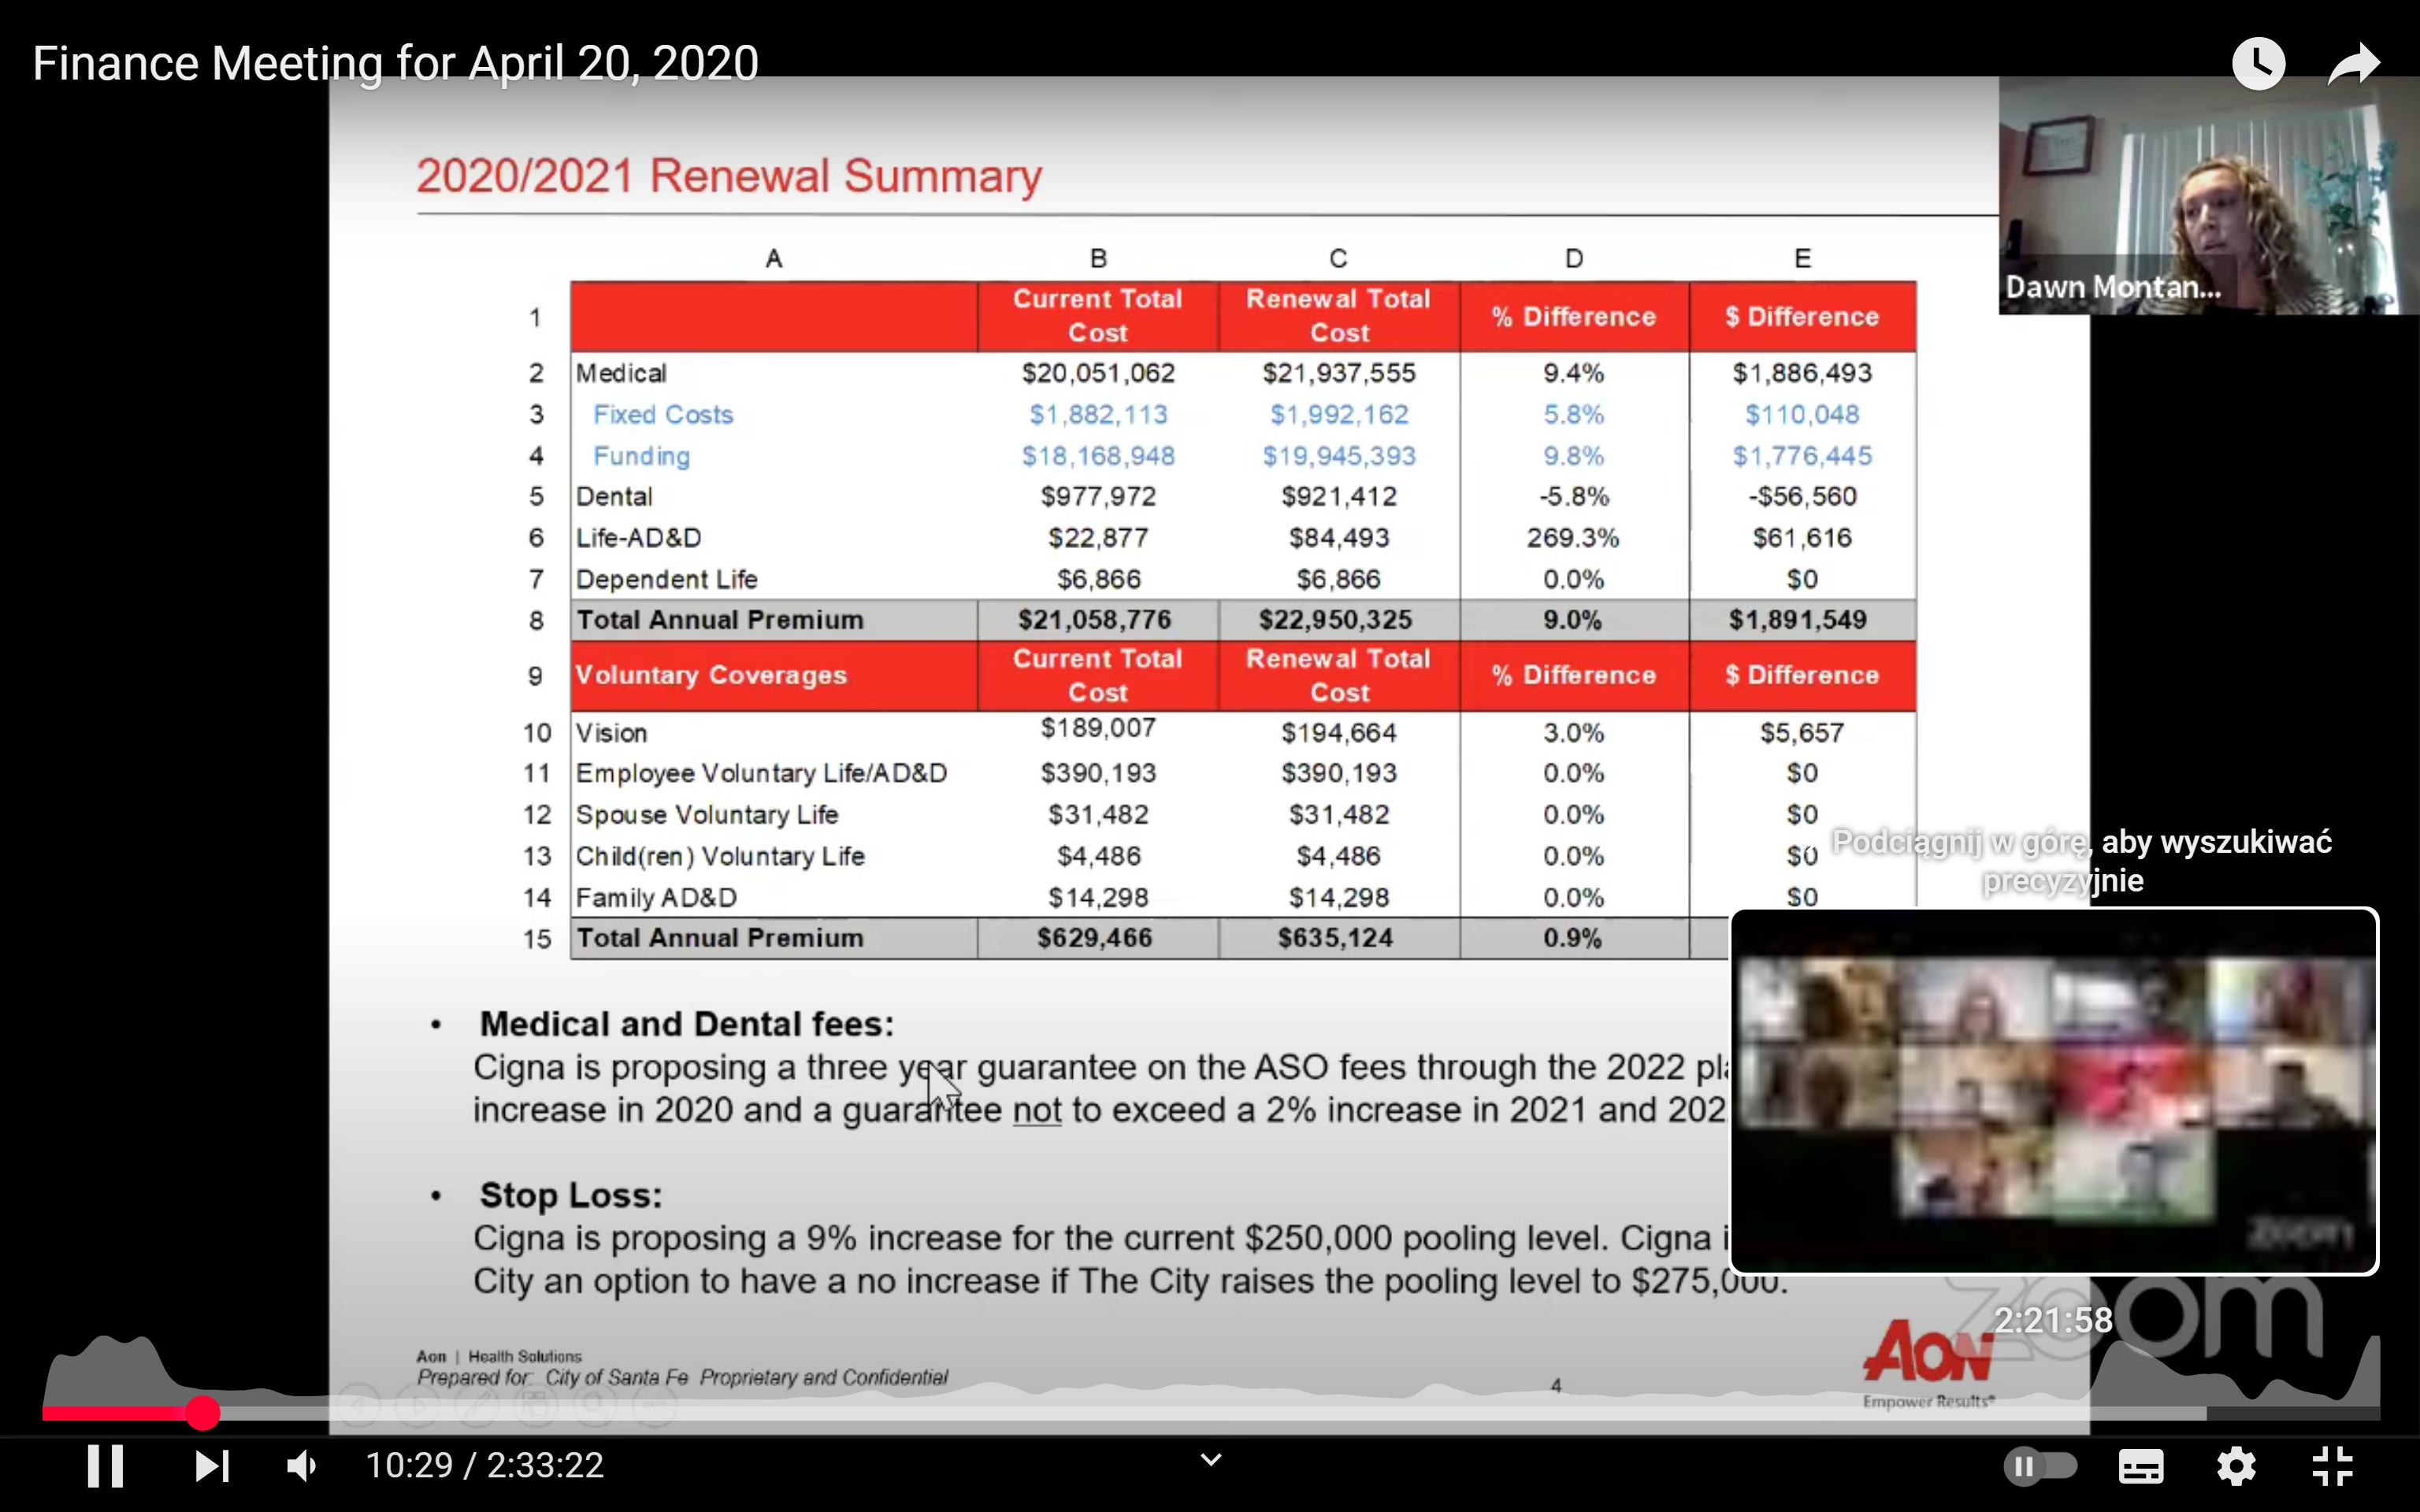 Finance Meeting for April 20, 2020
2020/2021 Renewal Summary
Dawn Montan...
A B C D E
1 Current Total Cost Renewal Total Cost % Difference $ Difference
2 Medical $20,051,062 $21,937,555 9.4% $1,886,493
3 Fixed Costs $1,882,113 $1,992,162 5.8% $110,048
4 Funding $18,168,948 $19,945,393 9.8% $1,776,445
5 Dental $977,972 $921,412 -5.8% -$56,560
6 Life-AD&D $22,877 $84,493 269.3% $61,616
7 Dependent Life $6,866 $6,866 0.0% $0
8 Total Annual Premium $21,058,776 $22,950,325 9.0% $1,891,549
9 Voluntary Coverages Current Total Cost Renewal Total Cost % Difference $ Difference
10 Vision $189,007 $194,664 3.0% $5,657
11 Employee Voluntary Life/AD&D $390,193 $390,193 0.0% $0
12 Spouse Voluntary Life $31,482 $31,482 0.0% $0
13 Child(ren) Voluntary Life $4,486 $4,486 0.0% $0
14 Family AD&D $14,298 $14,298 0.0% $0
15 Total Annual Premium $629,466 $635,124 0.9%
Podciągnij w górę, aby wyszukiwać
precyzyjnie
• Medical and Dental fees:
Cigna is proposing a three year guarantee on the ASO fees through the 2022
increase in 2020 and a guarantee not to exceed a 2% increase in 2021 and
• Stop Loss:
Cigna is proposing a 9% increase for the current $250,000 pooling level. Cigna
City an option to have a no increase if The City raises the pooling level to $275,000.
zoom
2:21:58
zoom
Aon | Health Solutions
Prepared for: City of Santa Fe Proprietary and Confidential
4
AON
Empower Results®
10:29 / 2:33:22